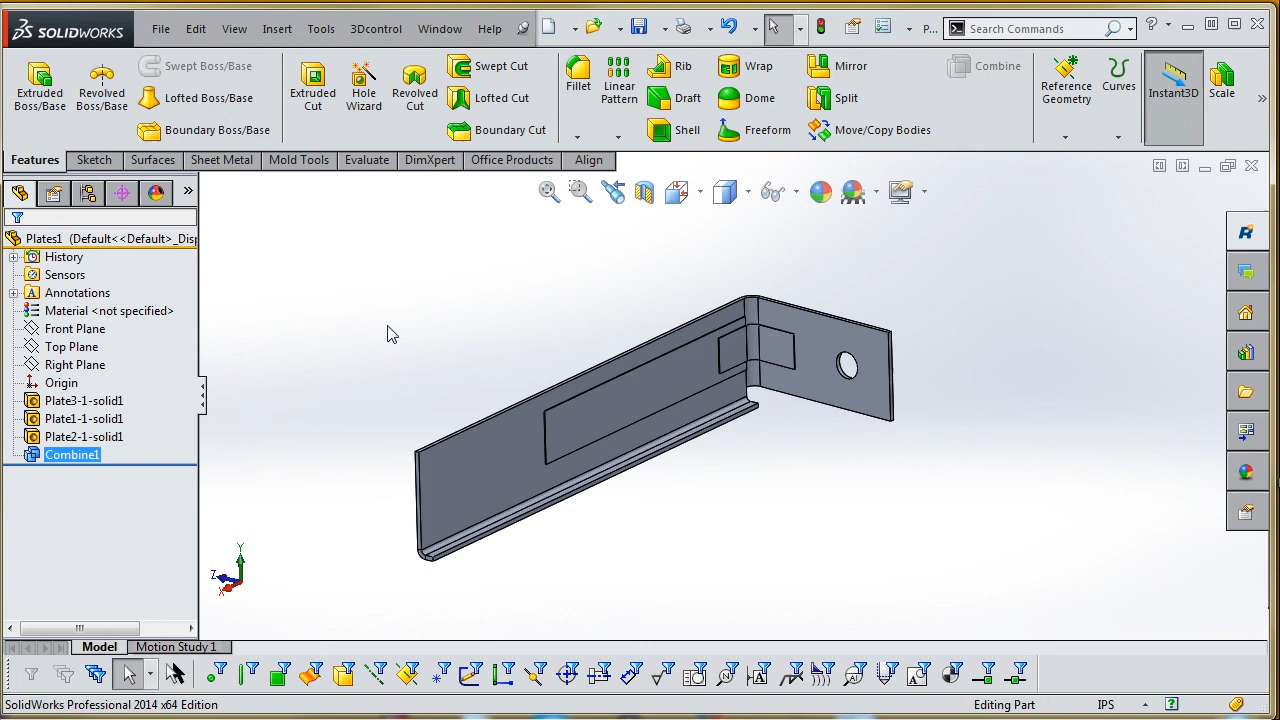 SOLIDWORKS File Edit View Insert Tools 3Dcontrol Window Help P... Search Commands
Extruded Boss/Base
Revolved Boss/Base
Swept Boss/Base
Lofted Boss/Base
Boundary Boss/Base
Extruded Cut
Hole Wizard
Revolved Cut
Swept Cut
Lofted Cut
Boundary Cut
Fillet
Linear Pattern
Rib
Draft
Shell
Wrap
Dome
Freeform
Mirror
Split
Move/Copy Bodies
Combine
Reference Geometry
Curves
Instant3D
Scale
Features Sketch Surfaces Sheet Metal Mold Tools Evaluate DimXpert Office Products Align
Plates1 (Default<<Default>_Disp
History
Sensors
Annotations
Material <not specified>
Front Plane
Top Plane
Right Plane
Origin
Plate3-1-solid1
Plate1-1-solid1
Plate2-1-solid1
Combine1
Y
Z
X
Model Motion Study 1
SolidWorks Professional 2014 x64 Edition Editing Part IPS